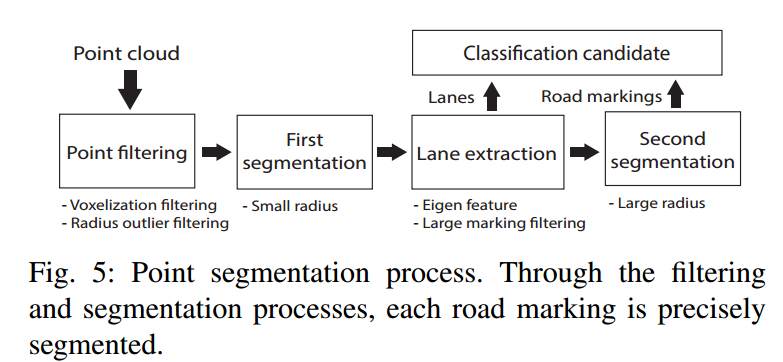 Point cloud
Classification candidate
Lanes
Road markings
Point filtering
First
segmentation
Lane extraction
Second
segmentation
- Voxelization filtering
- Radius outlier filtering
- Small radius
- Eigen feature
- Large marking filtering
- Large radius
Fig. 5: Point segmentation process. Through the filtering
and segmentation processes, each road marking is precisely
segmented.